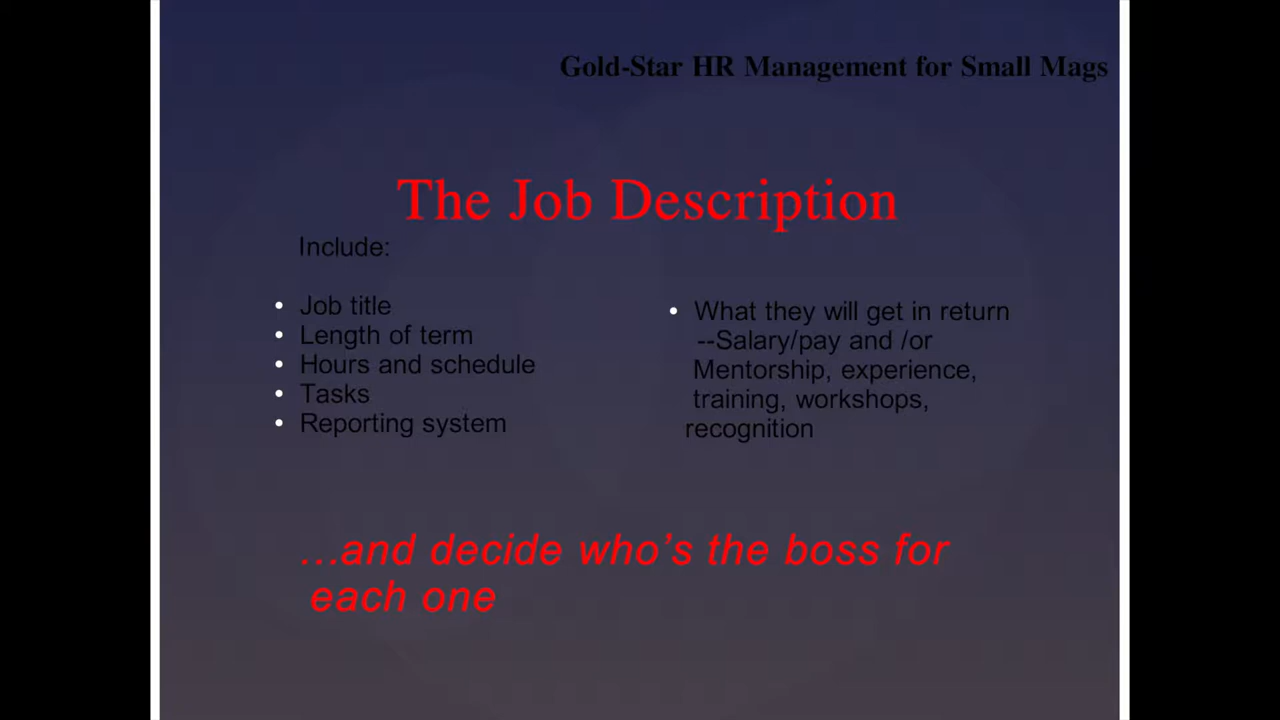 Gold-Star HR Management for Small Mags
The Job Description
Include:
• Job title
• Length of term
• Hours and schedule
• Tasks
• Reporting system
• What they will get in return
--Salary/pay and /or
Mentorship, experience,
training, workshops,
recognition
…and decide who’s the boss for
each one